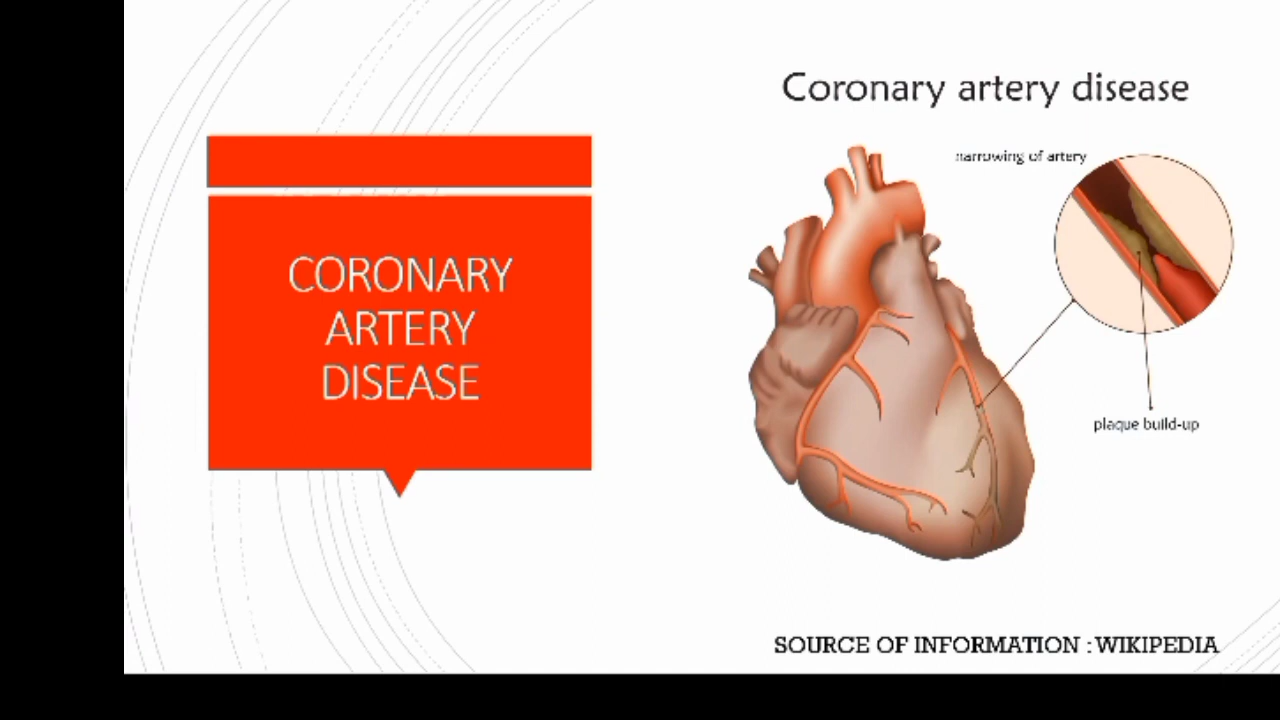 CORONARY
ARTERY
DISEASE
Coronary artery disease
narrowing of artery
plaque build-up
SOURCE OF INFORMATION : WIKIPEDIA